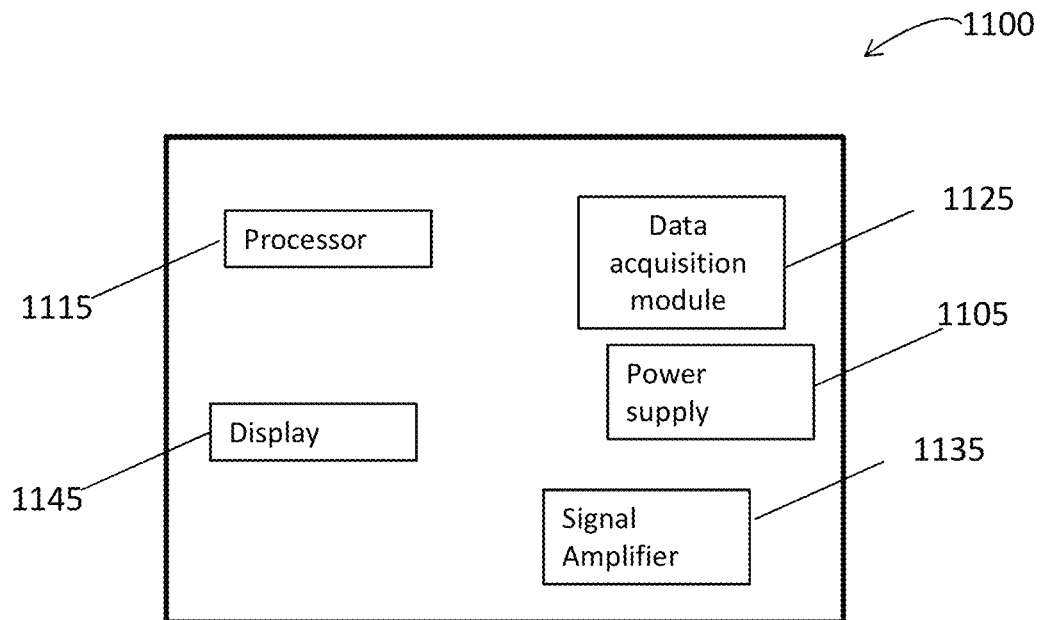 1100
1125
Processor
Data
acquisition
module
1115
1105
Power
supply
Display
1135
1145
Signal
Amplifier